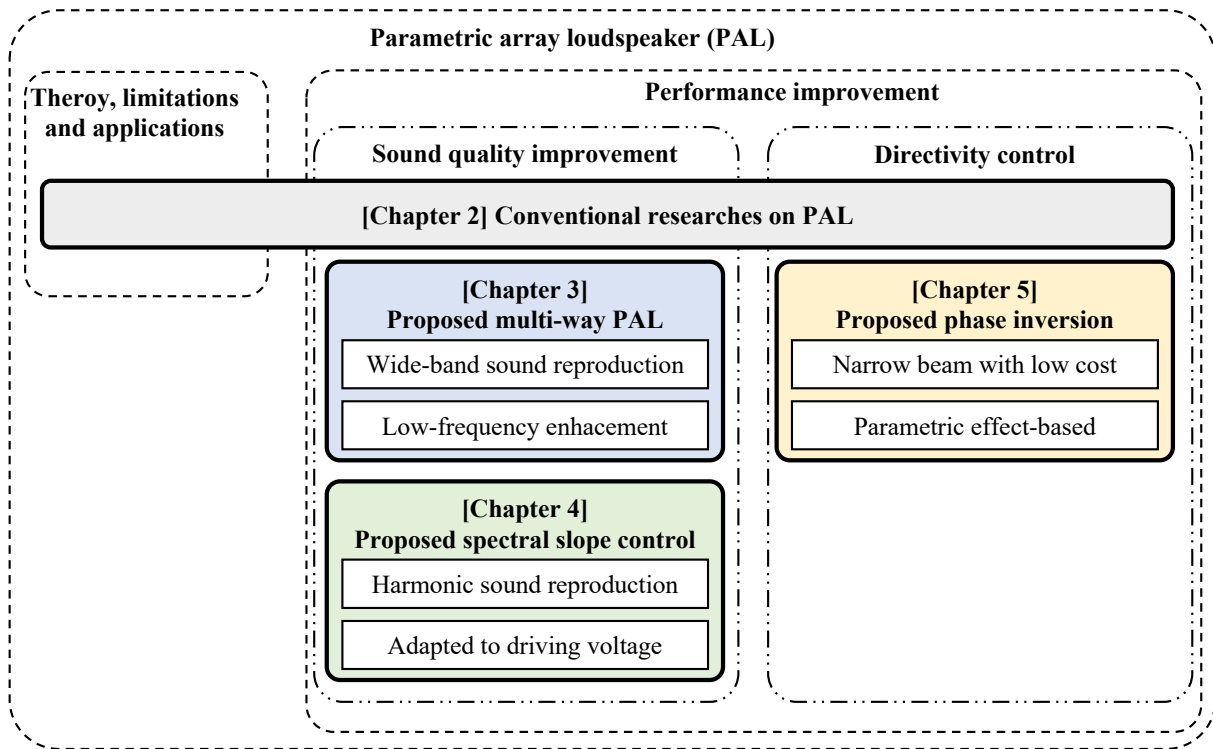 Parametric array loudspeaker (PAL)
Theroy, limitations
and applications
Performance improvement
Sound quality improvement
Directivity control
[Chapter 2] Conventional researches on PAL
[Chapter 3]
Proposed multi-way PAL
Wide-band sound reproduction
Low-frequency enhacement
[Chapter 5]
Proposed phase inversion
Narrow beam with low cost
Parametric effect-based
[Chapter 4]
Proposed spectral slope control
Harmonic sound reproduction
Adapted to driving voltage